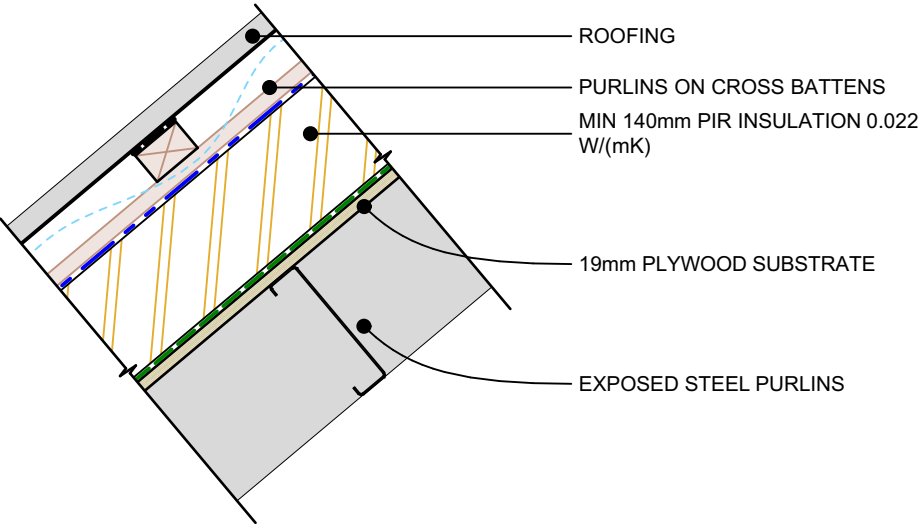 ROOFING
PURLINS ON CROSS BATTENS
MIN 140mm PIR INSULATION 0.022
W/(mK)
19mm PLYWOOD SUBSTRATE
EXPOSED STEEL PURLINS